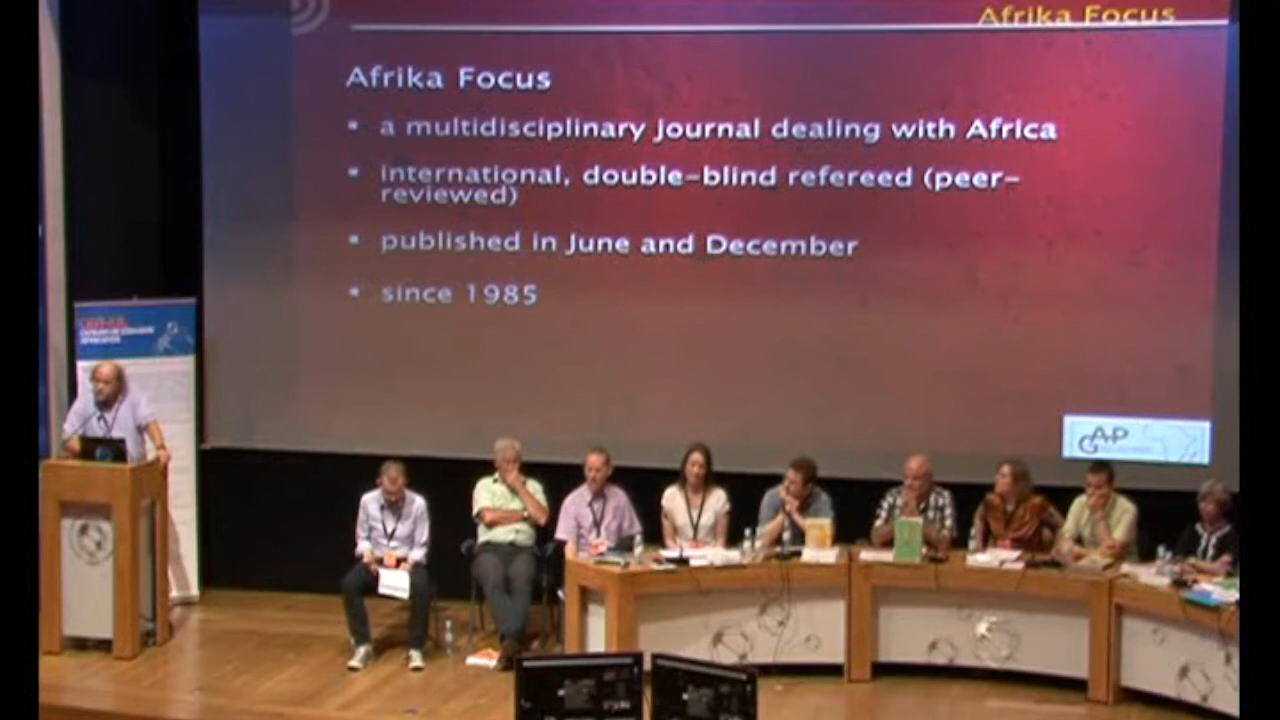 Afrika Focus
Afrika Focus
▪ a multidisciplinary journal dealing with Africa
▪ international, double-blind refereed (peer-
reviewed)
▪ published in June and December
▪ since 1985
GAP